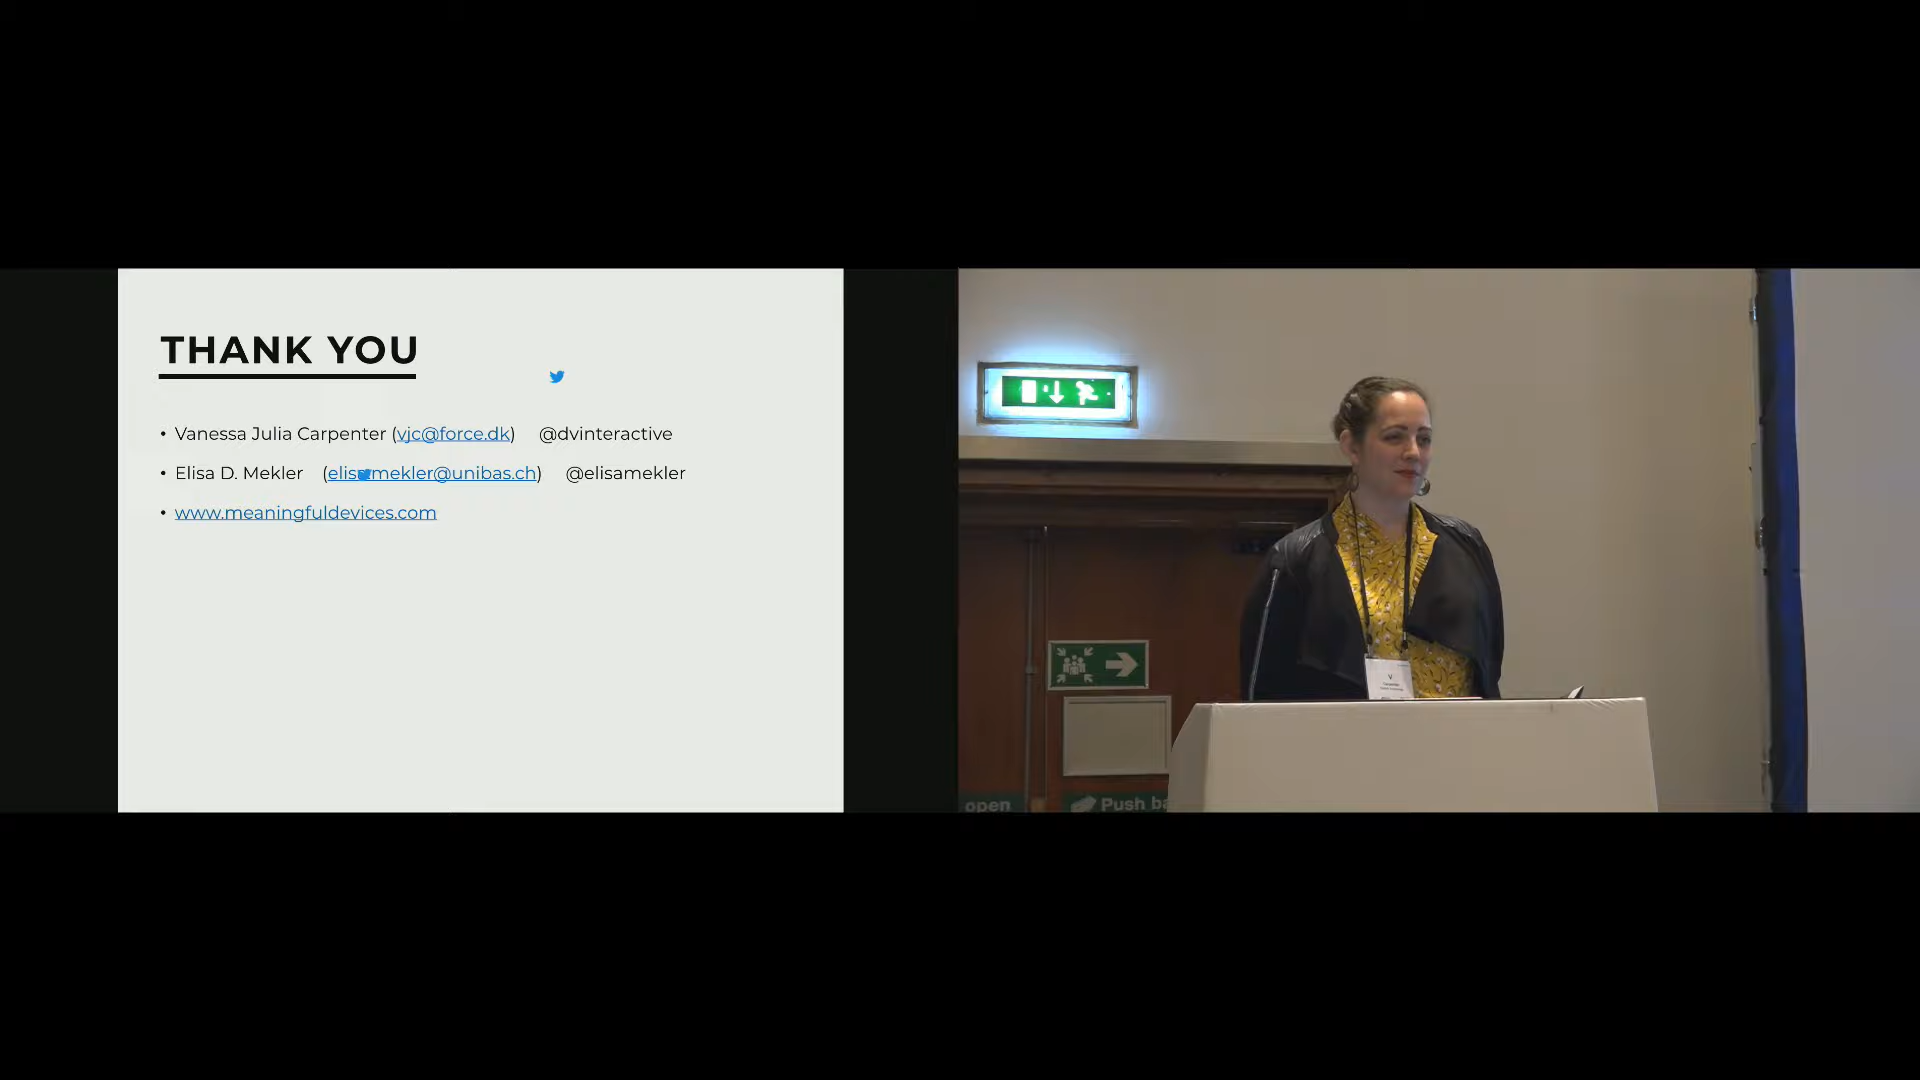 THANK YOU
• Vanessa Julia Carpenter (vjc@force.dk) @dvinteractive
• Elisa D. Mekler (elisa.mekler@unibas.ch) @elisamekler
• www.meaningfuldevices.com
open
Push ba
V